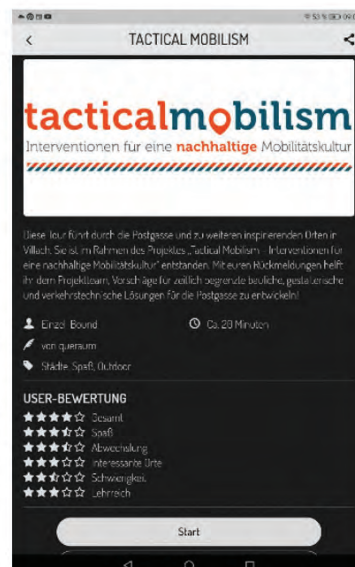 53 % 09:0
TACTICAL MOBILISM
tacticalmobilism
Interventionen für eine nachhaltige Mobilitätskultur
Diese Tour führt durch die Postgasse und zu weiteren inspirierenden Orten in
Villach. Sie ist im Rahmen des Projektes „Tactical Mobilism – Interventionen für
eine nachhaltige Mobilitätskultur“ entstanden. Mit euren Rückmeldungen helft
ihr dem Projektteam, Vorschläge für zeitlich begrenzte bauliche, gestalterische
und verkehrstechnische Lösungen für die Postgasse zu entwickeln!
Einzel-Bound Ca. 20 Minuten
von queraum
Städte, Spaß, Outdoor
USER-BEWERTUNG
Gesamt
Spaß
Abwechslung
Interessante Orte
Schwierigkeit
Lehrreich
Start